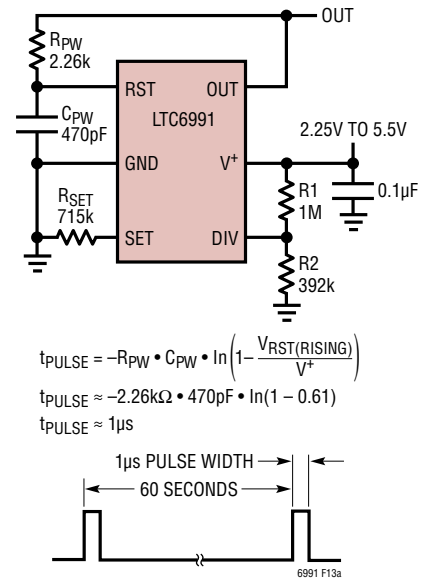 OUT
RPW
2.26k
RST
OUT
LTC6991
CPW
470pF
2.25V TO 5.5V
GND
V+
R1
1M
0.1µF
RSET
715k
SET
DIV
R2
392k
tPULSE = –RPW • CPW • ln(1– VRST(RISING)/V+)
tPULSE ≈ –2.26kΩ • 470pF • ln(1 – 0.61)
tPULSE ≈ 1µs
1µs PULSE WIDTH
60 SECONDS
6991 F13a